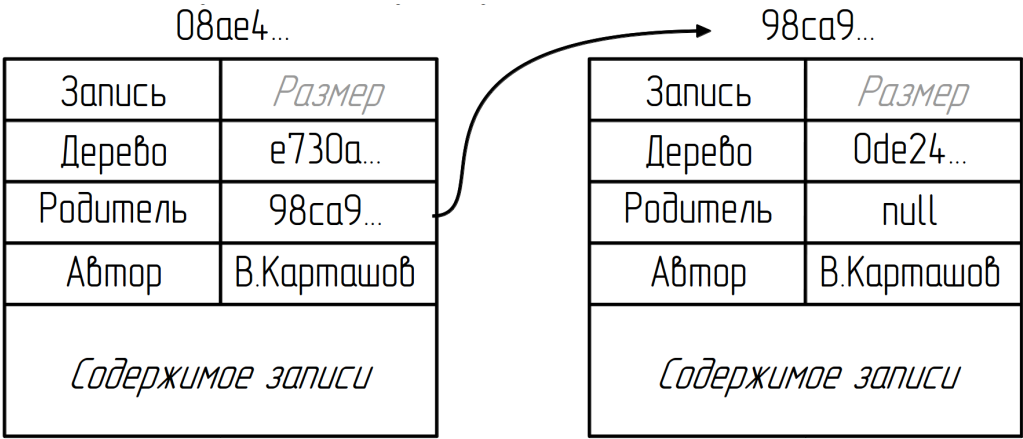 08ae4...
Запись Размер
Дерево e730a...
Родитель 98ca9...
Автор В.Карташов
Содержимое записи
98ca9...
Запись Размер
Дерево 0de24...
Родитель null
Автор В.Карташов
Содержимое записи